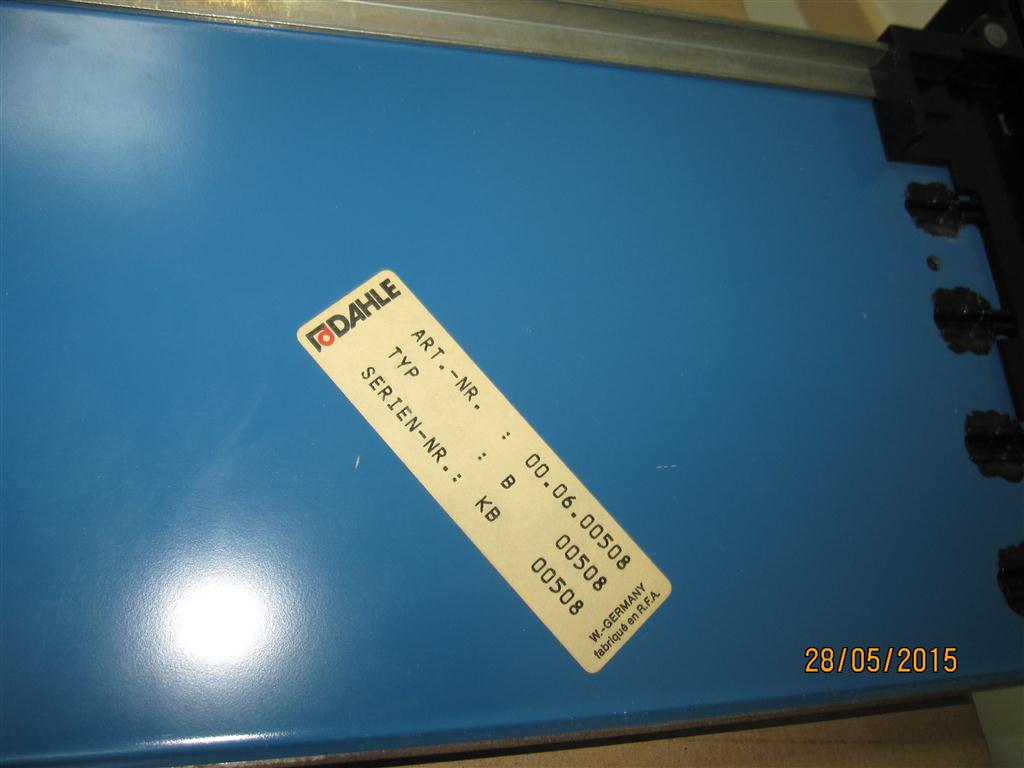 DAHLE
ART.-NR. : 00.06.00508
TYP : B 00508
SERIEN-NR.: KB 00508
W.-GERMANY
fabriqué en R.F.A.
28/05/2015